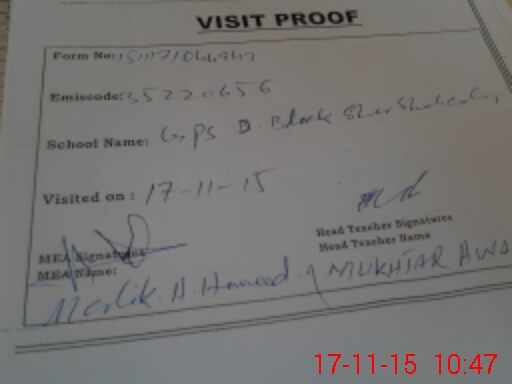 VISIT PROOF
Form No:
Emiscode: 35220656
School Name: GPS D. Block
Visited on : 17-11-15
MEA Signatures
MEA Name: Malik. A. Hameed
Head Teacher Signatures
Head Teacher Name
MUKHTAR AWA
17-11-15 10:47